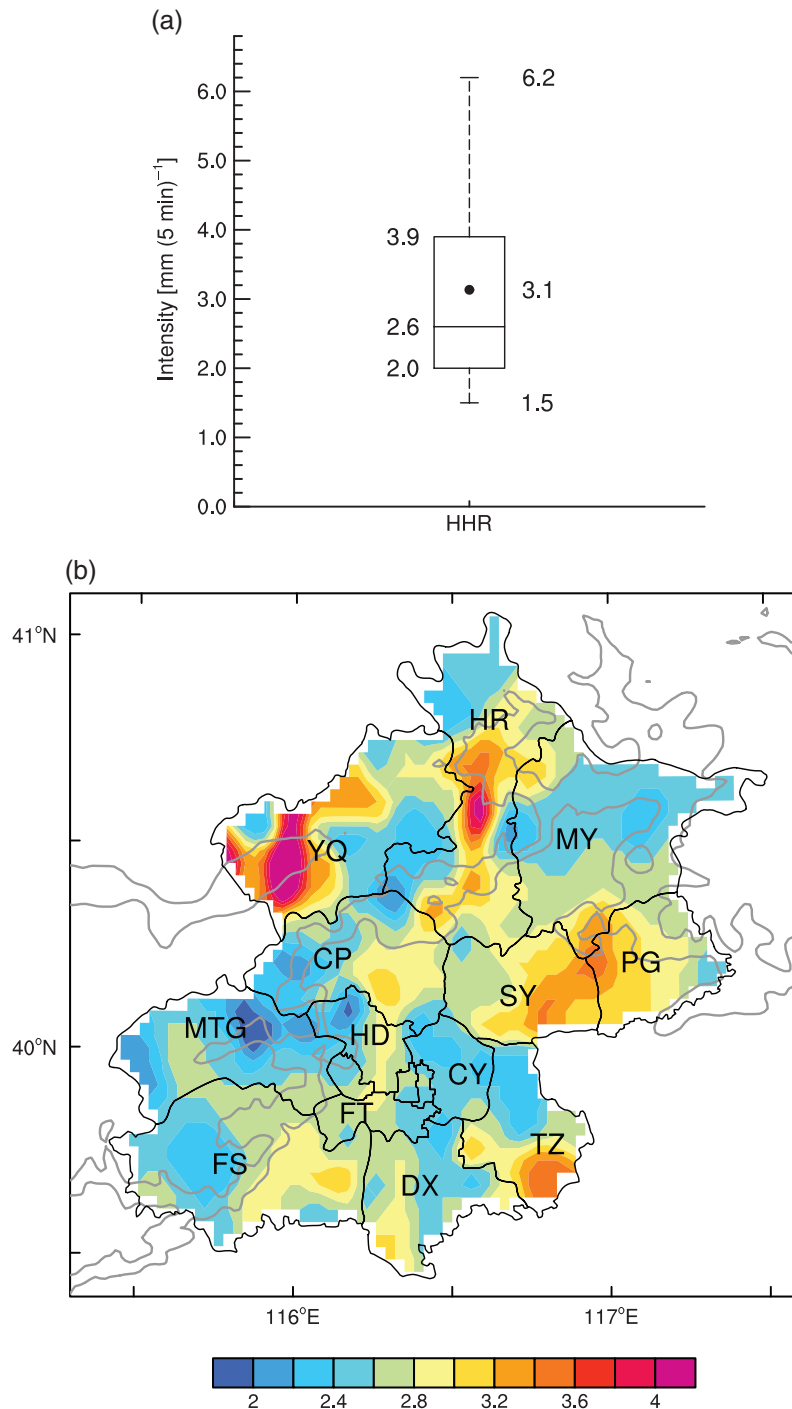 (a)
Intensity [mm (5 min)⁻¹]
6.0
5.0
4.0
3.0
2.0
1.0
0.0
6.2
3.9
3.1
2.6
2.0
1.5
HHR
(b)
41°N
40°N
HR
YQ
MY
CP
PG
SY
MTG
HD
CY
FT
TZ
FS
DX
116°E
117°E
2 2.4 2.8 3.2 3.6 4